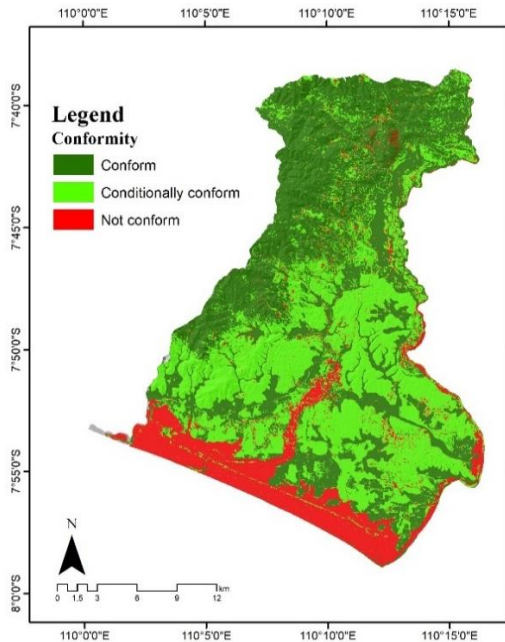 110°0'0"E 110°5'0"E 110°10'0"E 110°15'0"E
7°40'0"S
7°45'0"S
7°50'0"S
7°55'0"S
8°0'0"S
Legend
Conformity
Conform
Conditionally conform
Not conform
N
0 1.5 3 6 9 12 km
110°0'0"E 110°5'0"E 110°10'0"E 110°15'0"E